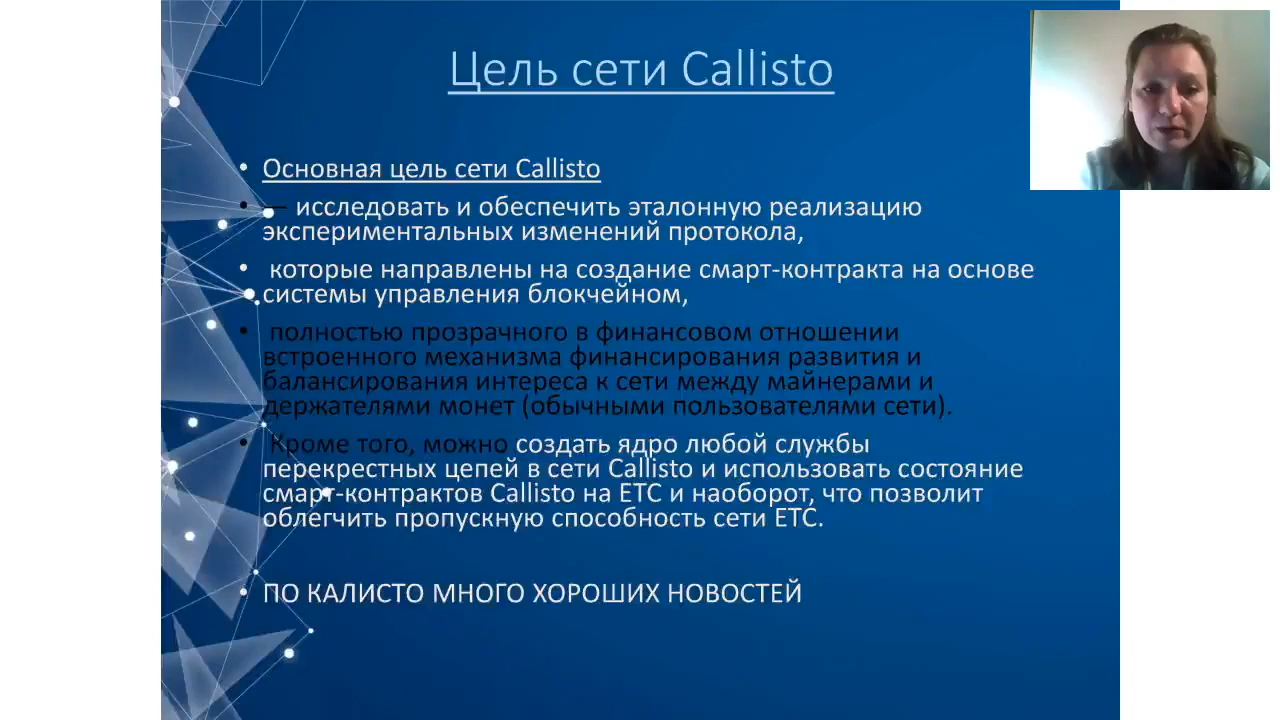 Цель сети Callisto
• Основная цель сети Callisto
• — исследовать и обеспечить эталонную реализацию
экспериментальных изменений протокола,
• которые направлены на создание смарт-контракта на основе
системы управления блокчейном,
• полностью прозрачного в финансовом отношении
встроенного механизма финансирования развития и
балансирования интереса к сети между майнерами и
держателями монет (обычными пользователями сети).
• Кроме того, можно создать ядро любой службы
перекрестных цепей в сети Callisto и использовать состояние
смарт-контрактов Callisto на ETC и наоборот, что позволит
облегчить пропускную способность сети ETC.
• ПО КАЛИСТО МНОГО ХОРОШИХ НОВОСТЕЙ